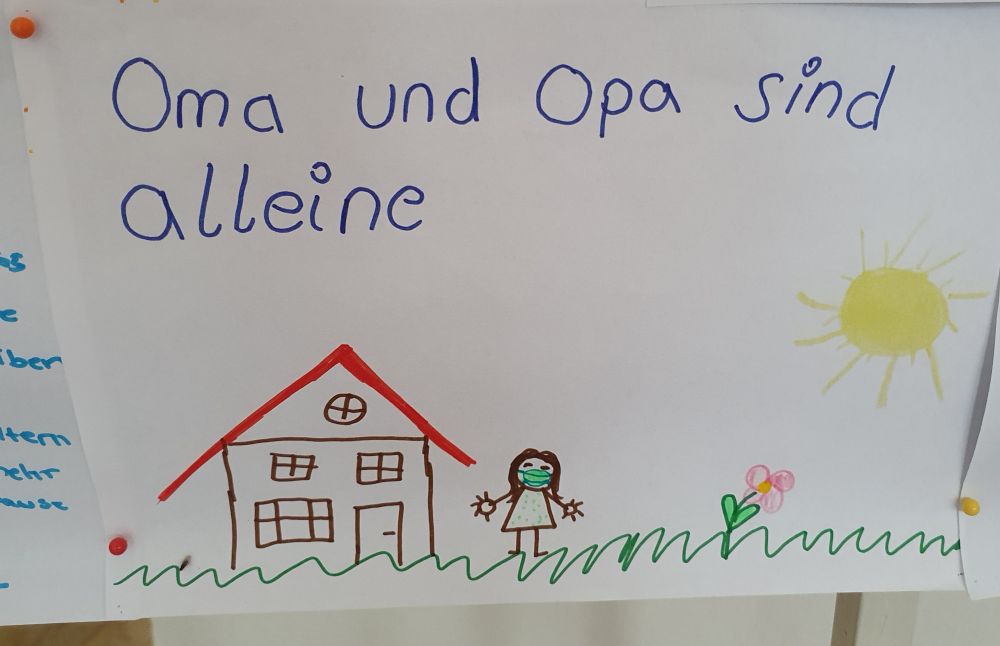 Oma und Opa sind
alleine